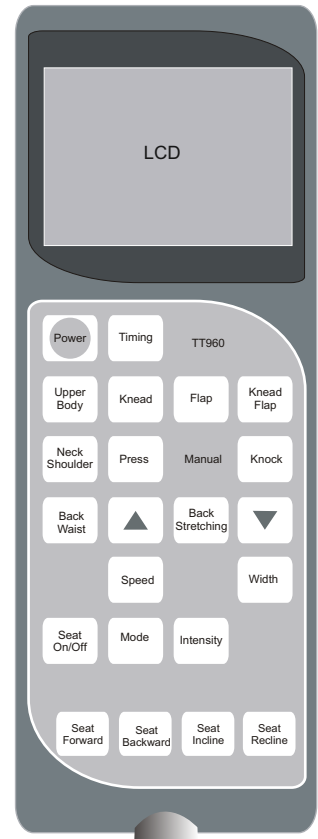 LCD
Power
Timing
TT960
Upper
Body
Knead
Flap
Knead
Flap
Neck
Shoulder
Press
Manual
Knock
Back
Waist
Back
Stretching
Speed
Width
Seat
On/Off
Mode
Intensity
Seat
Forward
Seat
Backward
Seat
Incline
Seat
Recline